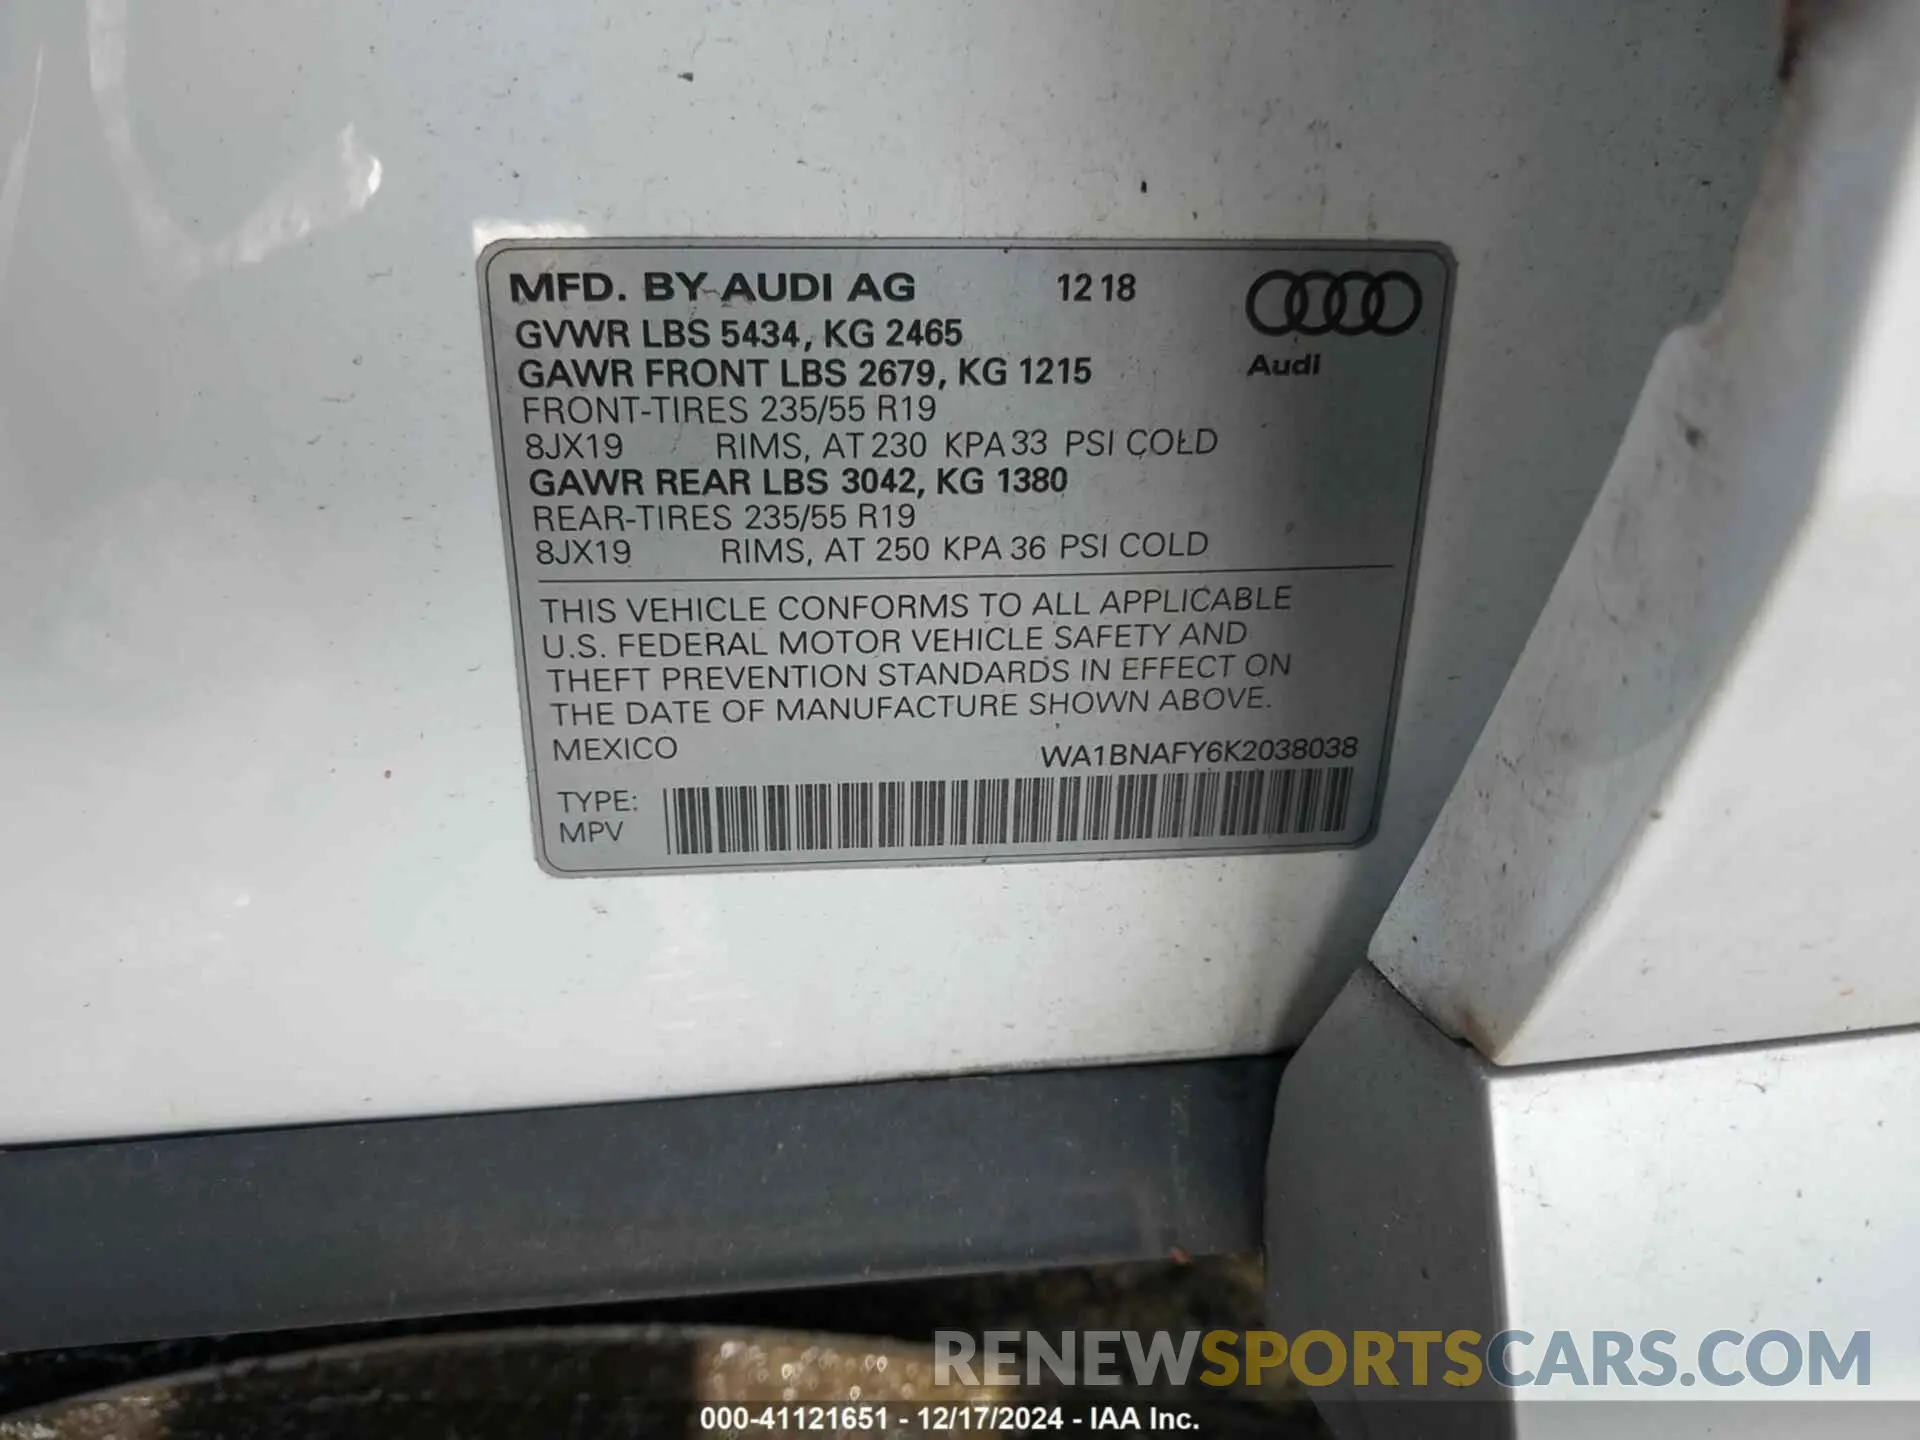 MFD. BY AUDI AG 12 18
GVWR LBS 5434, KG 2465
GAWR FRONT LBS 2679, KG 1215
Audi
FRONT-TIRES 235/55 R19
8JX19 RIMS, AT 230 KPA 33 PSI COLD
GAWR REAR LBS 3042, KG 1380
REAR-TIRES 235/55 R19
8JX19 RIMS, AT 250 KPA 36 PSI COLD
THIS VEHICLE CONFORMS TO ALL APPLICABLE
U.S. FEDERAL MOTOR VEHICLE SAFETY AND
THEFT PREVENTION STANDARDS IN EFFECT ON
THE DATE OF MANUFACTURE SHOWN ABOVE.
MEXICO WA1BNAFY6K2038038
TYPE:
MPV
RENEWSPORTSCARS.COM
000-41121651 - 12/17/2024 - IAA Inc.